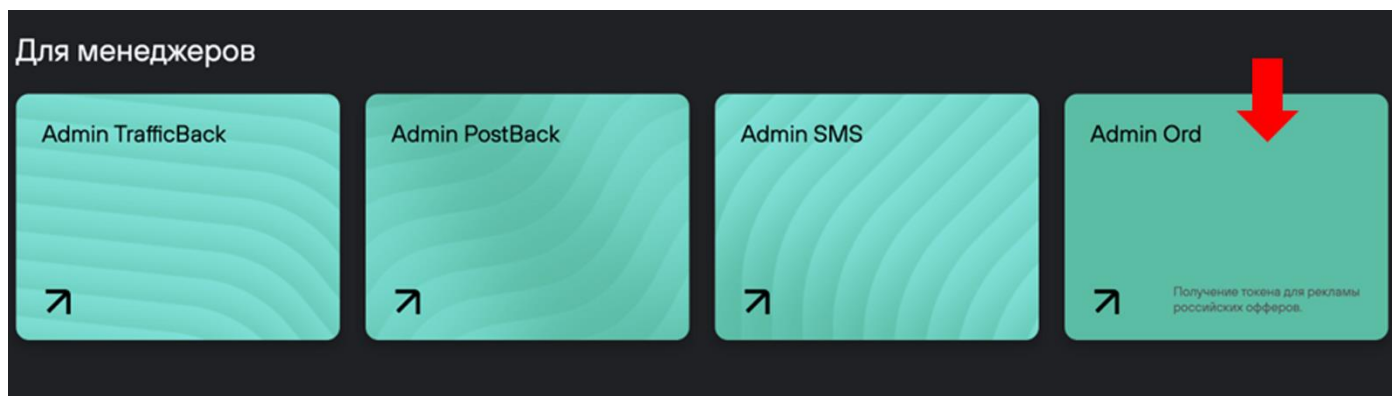 Для менеджеров
Admin TrafficBack
Admin PostBack
Admin SMS
Admin Ord
Получение токена для рекламы
российских офферов.